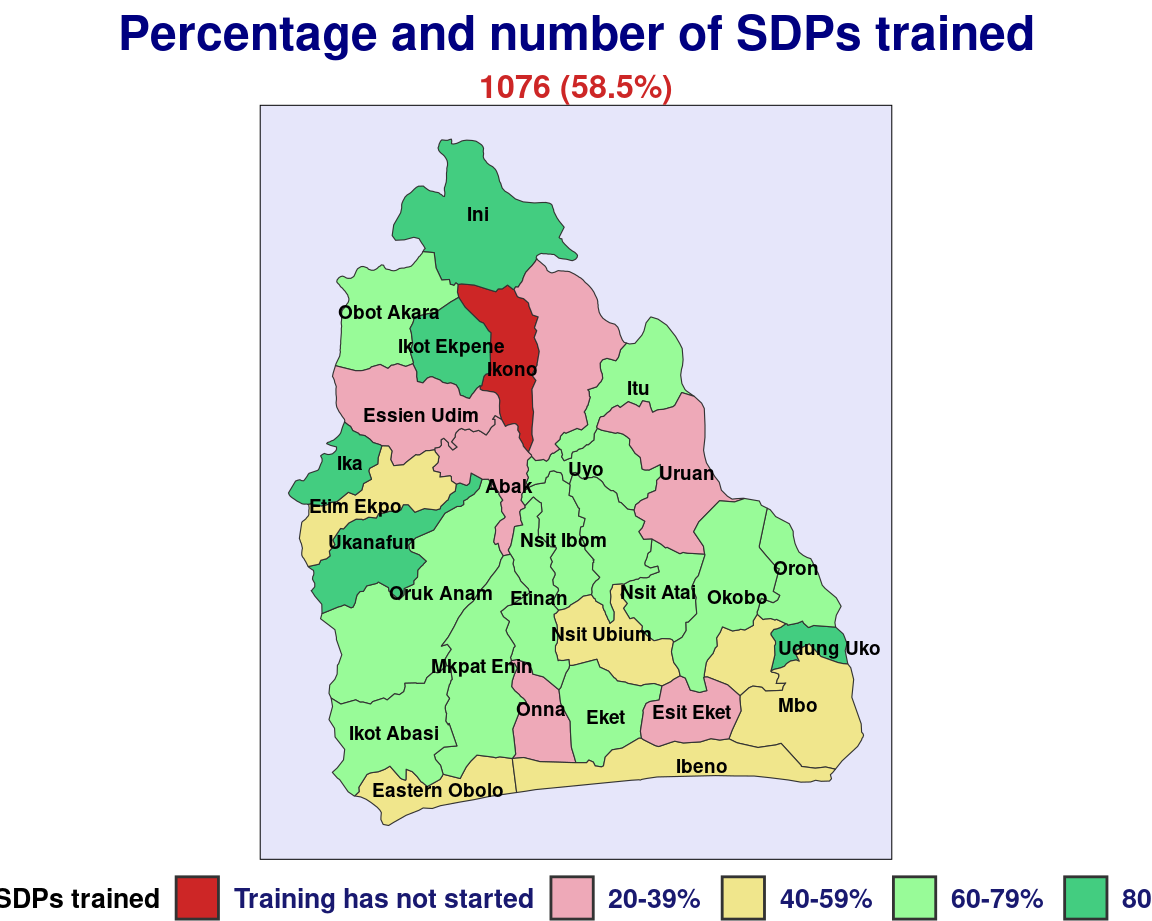 Percentage and number of SDPs trained
1076 (58.5%)
Ini
Obot Akara
Ikot Ekpene
Ikono
Itu
Essien Udim
Ika
Uyo
Uruan
Abak
Etim Ekpo
Nsit Ibom
Ukanafun
Oron
Oruk Anam
Etinan
Nsit Atai
Okobo
Nsit Ubium
Udung Uko
Mkpat Enin
Onna
Eket
Esit Eket
Mbo
Ikot Abasi
Ibeno
Eastern Obolo
SDPs trained Training has not started 20-39% 40-59% 60-79% 80